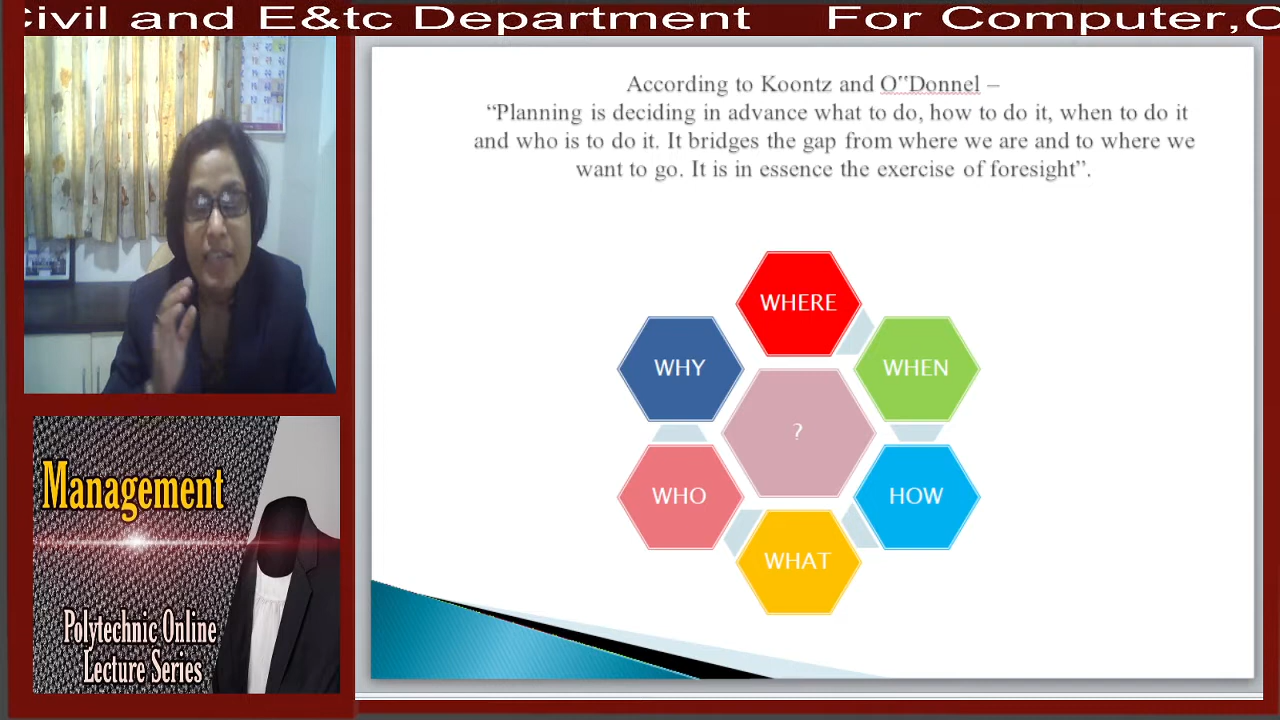 ivil and E&tc Department For Computer,C
According to Koontz and O‟Donnel –
“Planning is deciding in advance what to do, how to do it, when to do it
and who is to do it. It bridges the gap from where we are and to where we
want to go. It is in essence the exercise of foresight”.
WHERE
WHY
WHEN
?
WHO
HOW
WHAT
Management
Polytechnic Online
Lecture Series